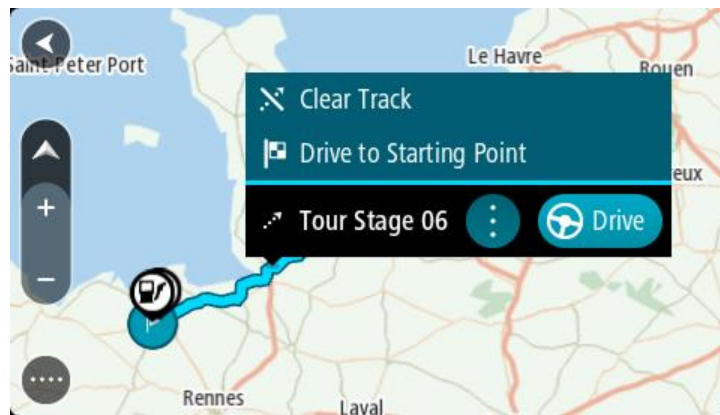 Saint Peter Port
Le Havre
Rouen
Clear Track
Drive to Starting Point
eux
Tour Stage 06
Drive
+
−
Rennes
Laval